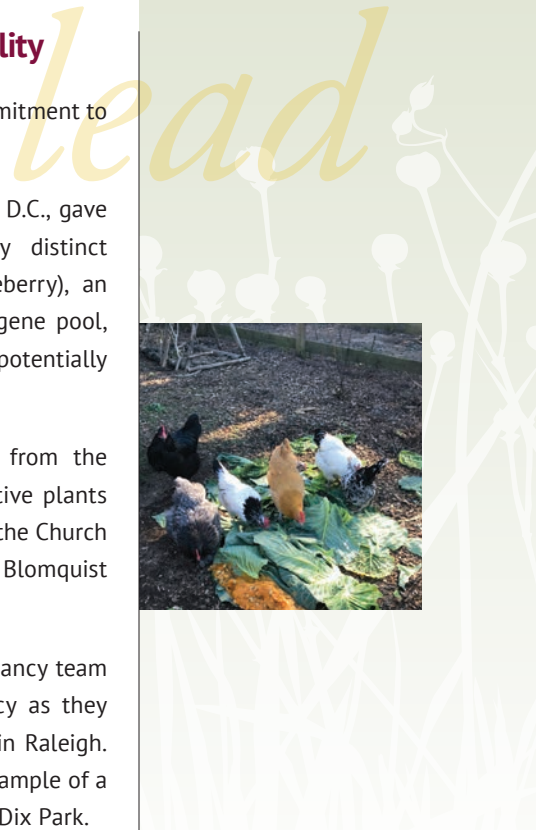 lity
lead
mitment to
D.C., gave
y distinct
eberry), an
gene pool,
potentially
from the
tive plants
the Church
Blomquist
ancy team
cy as they
in Raleigh.
ample of a
Dix Park.